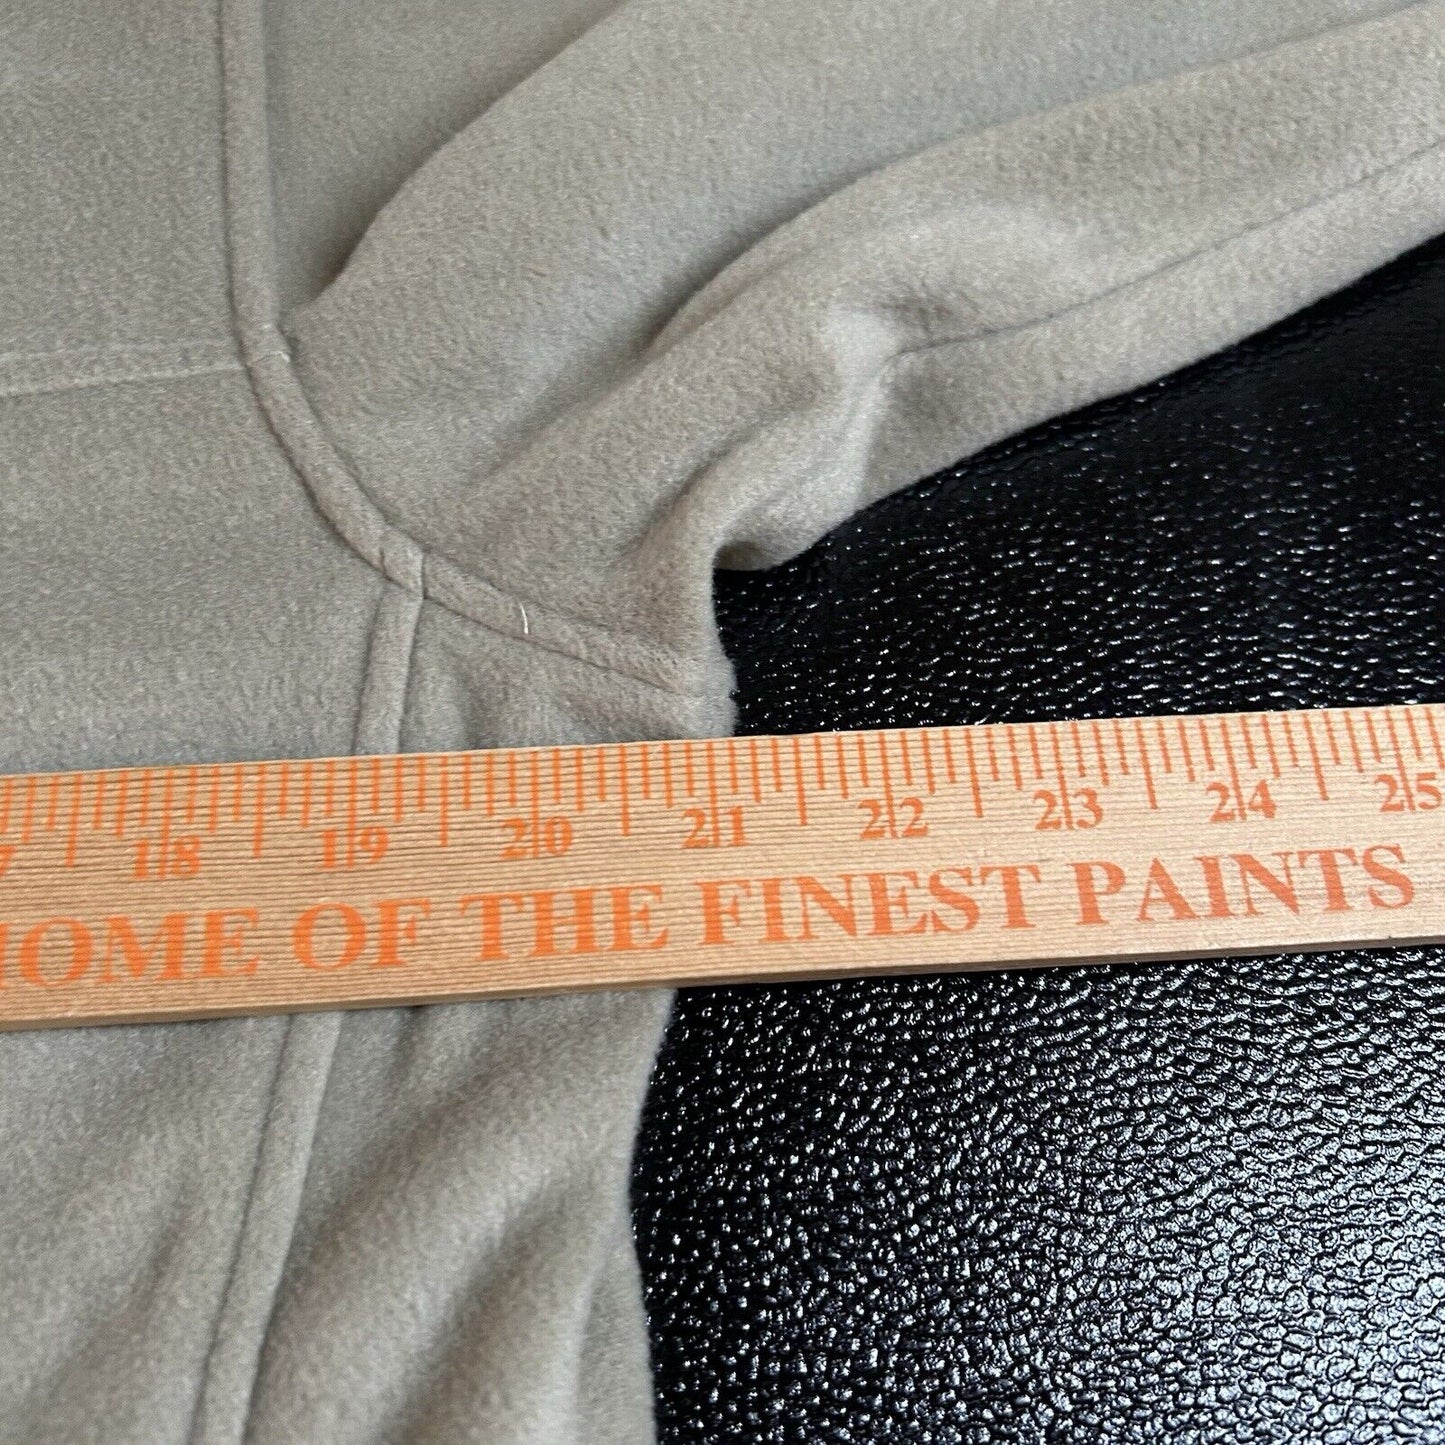 18 19 20 21 22 23 24 25
HOME OF THE FINEST PAINTS